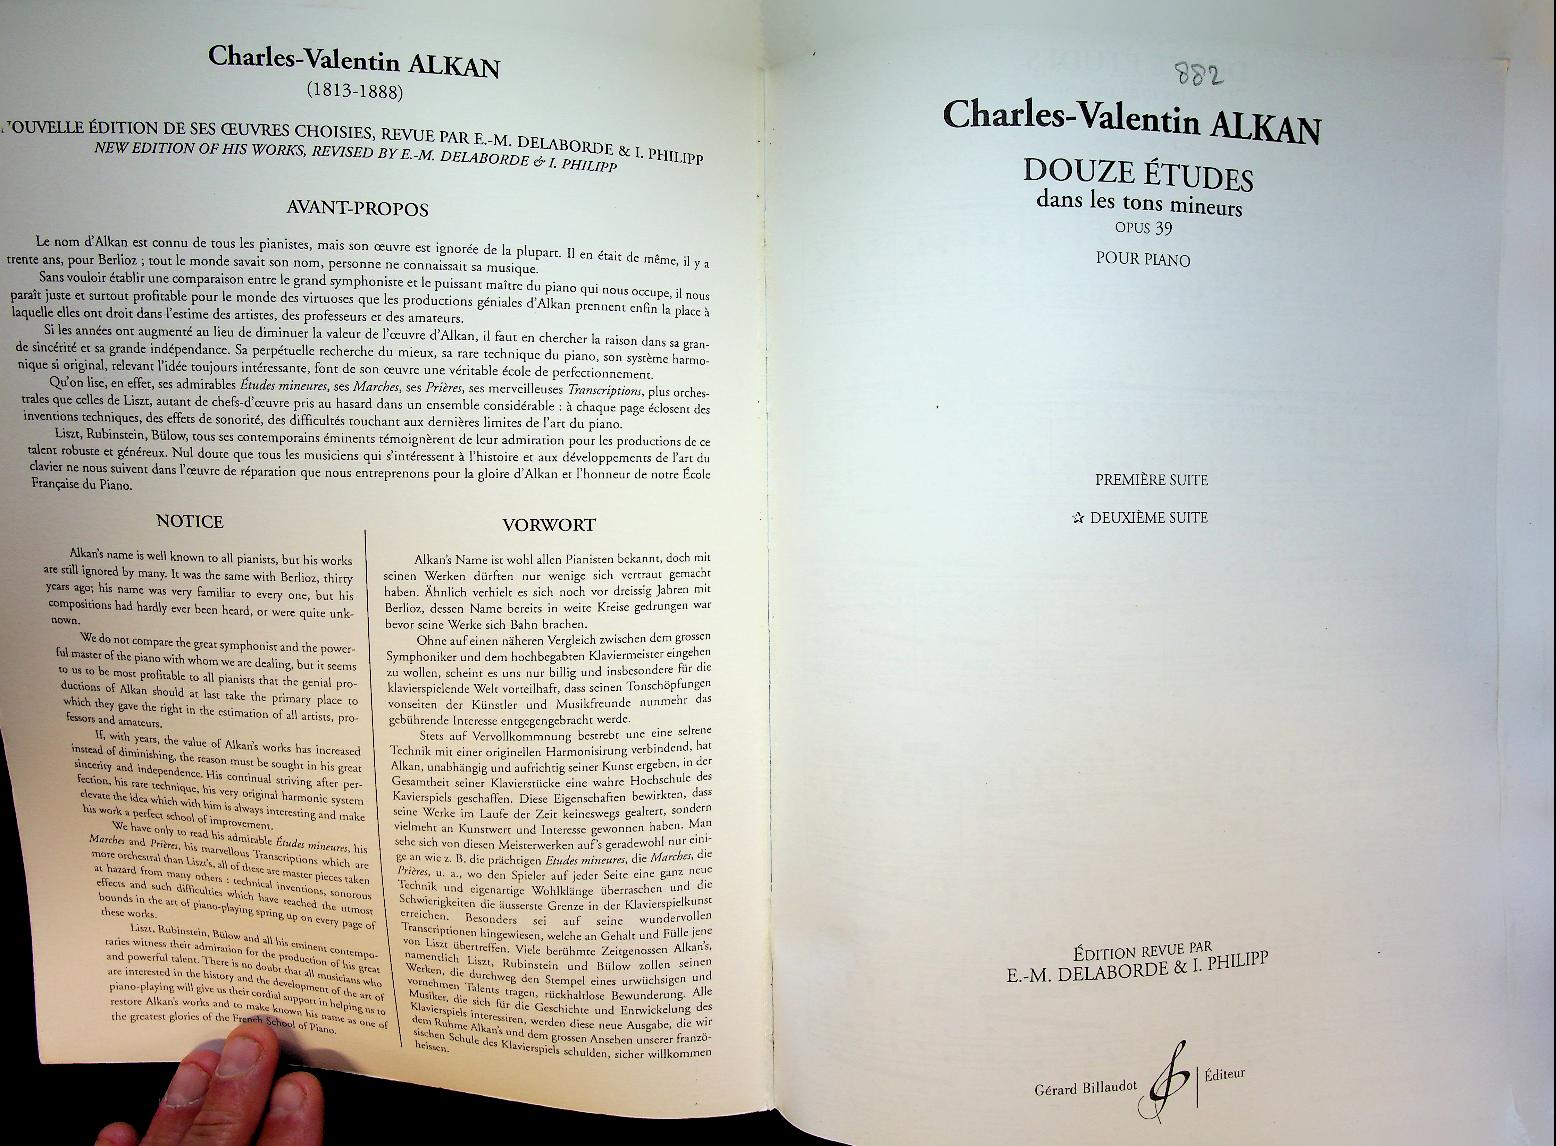 Charles-Valentin ALKAN
(1813-1888)
OUVELLE ÉDITION DE SES ŒUVRES CHOISIES, REVUE PAR E.-M. DELABORDE & I. PHILIPP
NEW EDITION OF HIS WORKS, REVISED BY E.-M. DELABORDE & I. PHILIPP
AVANT-PROPOS
Le nom d'Alkan est connu de tous les pianistes, mais son œuvre est ignorée de la plupart. Il en était de même, il y a
trente ans, pour Berlioz ; tout le monde savait son nom, personne ne connaissait sa musique.
Sans vouloir établir une comparaison entre le grand symphoniste et le puissant maître du piano qui nous occupe, il nous
paraît juste et surtout profitable pour le monde des virtuoses que les productions géniales d'Alkan prennent enfin la place à
laquelle elles ont droit dans l'estime des artistes, des professeurs et des amateurs.
Si les années ont augmenté au lieu de diminuer la valeur de l'œuvre d'Alkan, il faut en chercher la raison dans sa gran-
de sincérité et sa grande indépendance. Sa perpétuelle recherche du mieux, sa rare technique du piano, son système harmo-
nique si original, relevant l'idée toujours intéressante, font de son œuvre une véritable école de perfectionnement.
Qu'on lise, en effet, ses admirables Études mineures, ses Marches, ses Prières, ses merveilleuses Transcriptions, plus orches-
trales que celles de Liszt, autant de chefs-d'œuvre pris au hasard dans un ensemble considérable : à chaque page éclosent des
inventions techniques, des effets de sonorité, des difficultés touchant aux dernières limites de l'art du piano.
Liszt, Rubinstein, Bülow, tous ses contemporains éminents témoignèrent de leur admiration pour les productions de ce
talent robuste et généreux. Nul doute que tous les musiciens qui s'intéressent à l'histoire et aux développements de l'art du
clavier ne nous suivent dans l'œuvre de réparation que nous entreprenons pour la gloire d'Alkan et l'honneur de notre École
Française du Piano.
NOTICE
Alkan's name is well known to all pianists, but his works
are still ignored by many. It was the same with Berlioz, thirty
years ago; his name was very familiar to every one, but his
compositions had hardly ever been heard, or were quite unk-
nown.
We do not compare the great symphonist and the power-
ful master of the piano with whom we are dealing, but it seems
to us to be most profitable to all pianists that the genial pro-
ductions of Alkan should at last take the primary place to
which they gave the right in the estimation of all artists, pro-
fessors and amateurs.
If, with years, the value of Alkan's works has increased
instead of diminishing, the reason must be sought in his great
sincerity and independence. His continual striving after per-
fection, his rare technique, his very original harmonic system
elevate the idea which with him is always interesting and make
his work a perfect school of improvement.
We have only to read his admirable Études mineures, his
Marches and Prières, his marvellous Transcriptions which are
more orchestral than Liszt's, all of these are master pieces taken
at hazard from many others : technical inventions, sonorous
effects and such difficulties which have reached the utmost
bounds in the art of piano-playing spring up on every page of
these works.
Liszt, Rubinstein, Bülow and all his eminent contempo-
raries witness their admiration for the production of his great
and powerful talent. There is no doubt that all musicians who
are interested in the history and the development of the art of
piano-playing will give us their cordial support in helping us to
restore Alkan's works and to make known his name as one of
the greatest glories of the French School of Piano.
VORWORT
Alkan's Name ist wohl allen Pianisten bekannt, doch mit
seinen Werken dürften nur wenige sich vertraut gemacht
haben. Ähnlich verhielt es sich noch vor dreissig Jahren mit
Berlioz, dessen Name bereits in weite Kreise gedrungen war
bevor seine Werke sich Bahn brachen.
Ohne auf einen näheren Vergleich zwischen dem grossen
Symphoniker und dem hochbegabten Klaviermeister eingehen
zu wollen, scheint es uns nur billig und insbesondere für die
klavierspielende Welt vorteilhaft, dass seinen Tonschöpfungen
vonseiten der Künstler und Musikfreunde nunmehr das
gebührende Interesse entgegengebracht werde.
Stets auf Vervollkommnung bestrebt une eine seltene
Technik mit einer originellen Harmonisirung verbindend, hat
Alkan, unabhängig und aufrichtig seiner Kunst ergeben, in der
Gesamtheit seiner Klavierstücke eine wahre Hochschule des
Kavierspiels geschaffen. Diese Eigenschaften bewirkten, dass
seine Werke im Laufe der Zeit keineswegs gealtert, sondern
vielmeht an Kunstwert und Interesse gewonnen haben. Man
sehe sich von diesen Meisterwerken auf's geradewohl nur eini-
ge an wie z. B. die prächtigen Etudes mineures, die Marches, die
Prières, u. a., wo den Spieler auf jeder Seite eine ganz neue
Technik und eigenartige Wohlklänge überraschen und die
Schwierigkeiten die äusserste Grenze in der Klavierspielkunst
erreichen. Besonders sei auf seine wundervollen
Transcriptionen hingewiesen, welche an Gehalt und Fülle jene
von Liszt übertreffen. Viele berühmte Zeitgenossen Alkan's,
namentlich Liszt, Rubinstein und Bülow zollen seinen
Werken, die durchweg den Stempel eines urwüchsigen und
vornehmen Talents tragen, rückhaltlose Bewunderung. Alle
Musiker, die sich für die Geschichte und Entwickelung des
Klavierspiels interessiren, werden diese neue Ausgabe, die wir
dem Ruhme Alkan's und dem grossen Ansehen unserer franzö-
sischen Schule des Klavierspiels schulden, sicher willkommen
heissen.
882
Charles-Valentin ALKAN
DOUZE ÉTUDES
dans les tons mineurs
OPUS 39
POUR PIANO
PREMIÈRE SUITE
☆ DEUXIÈME SUITE
ÉDITION REVUE PAR
E.-M. DELABORDE & I. PHILIPP
Gérard Billaudot Éditeur